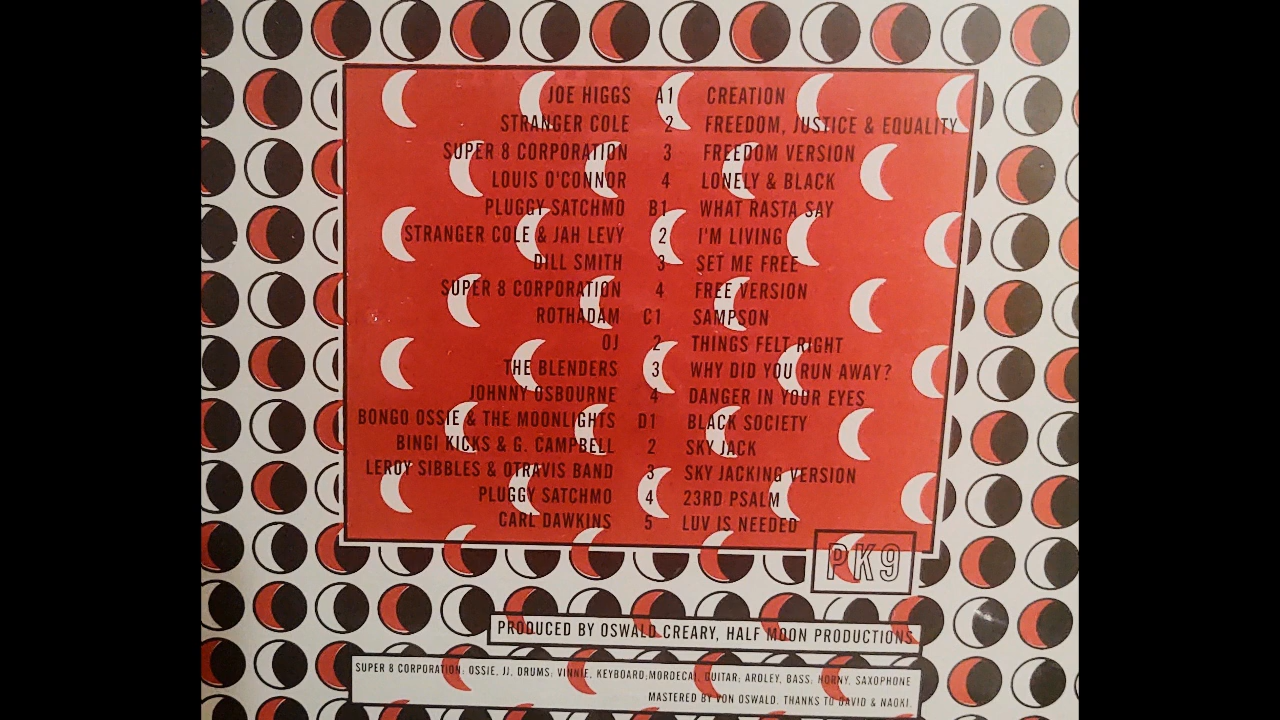 JOE HIGGS A1 CREATION
STRANGER COLE 2 FREEDOM, JUSTICE & EQUALITY
SUPER 8 CORPORATION 3 FREEDOM VERSION
LOUIS O'CONNOR 4 LONELY & BLACK
PLUGGY SATCHMO B1 WHAT RASTA SAY
STRANGER COLE & JAH LEVY 2 I'M LIVING
DILL SMITH 3 SET ME FREE
SUPER 8 CORPORATION 4 FREE VERSION
ROTHADAM C1 SAMPSON
OJ 2 THINGS FELT RIGHT
THE BLENDERS 3 WHY DID YOU RUN AWAY?
JOHNNY OSBOURNE 4 DANGER IN YOUR EYES
BONGO OSSIE & THE MOONLIGHTS D1 BLACK SOCIETY
BINGI KICKS & G. CAMPBELL 2 SKY JACK
LEROY SIBBLES & OTRAVIS BAND 3 SKY JACKING VERSION
PLUGGY SATCHMO 4 23RD PSALM
CARL DAWKINS 5 LUV IS NEEDED
PK9
PRODUCED BY OSWALD CREARY, HALF MOON PRODUCTIONS
SUPER 8 CORPORATION: OSSIE, JJ, DRUMS; VINNIE, KEYBOARD;MORDECAI, GUITAR; ARDLEY, BASS; HORNY, SAXOPHONE
MASTERED BY VON OSWALD. THANKS TO DAVID & NAOKI.